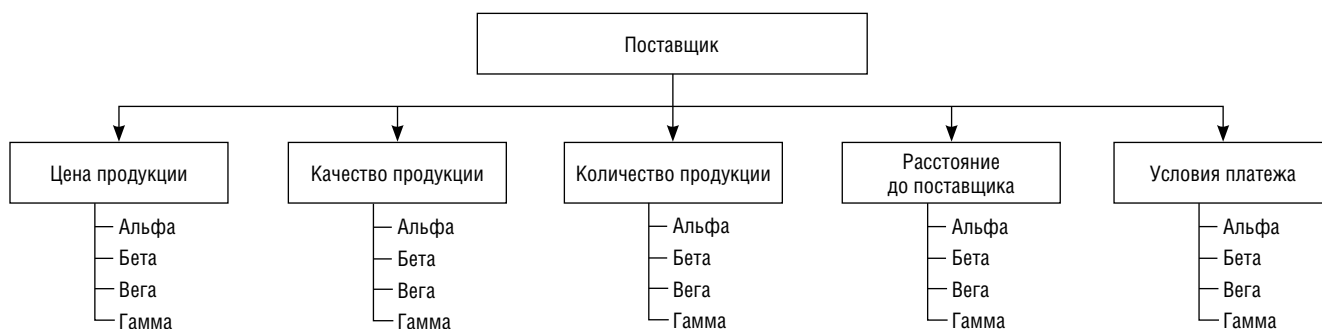 Поставщик
Цена продукции
Качество продукции
Количество продукции
Расстояние
до поставщика
Условия платежа
Альфа
Бета
Вега
Гамма
Альфа
Бета
Вега
Гамма
Альфа
Бета
Вега
Гамма
Альфа
Бета
Вега
Гамма
Альфа
Бета
Вега
Гамма